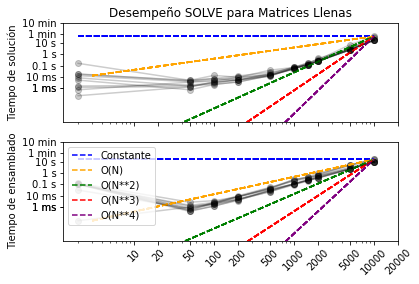 Desempeño SOLVE para Matrices Llenas
Tiempo de solución
10 min
1 min
10 s
1 s
0.1 s
10 ms
1 ms
Tiempo de ensamblado
10 min
1 min
10 s
1 s
0.1 s
10 ms
1 ms
Constante
O(N)
O(N**2)
O(N**3)
O(N**4)
10
20
50
100
200
500
1000
2000
5000
10000
20000